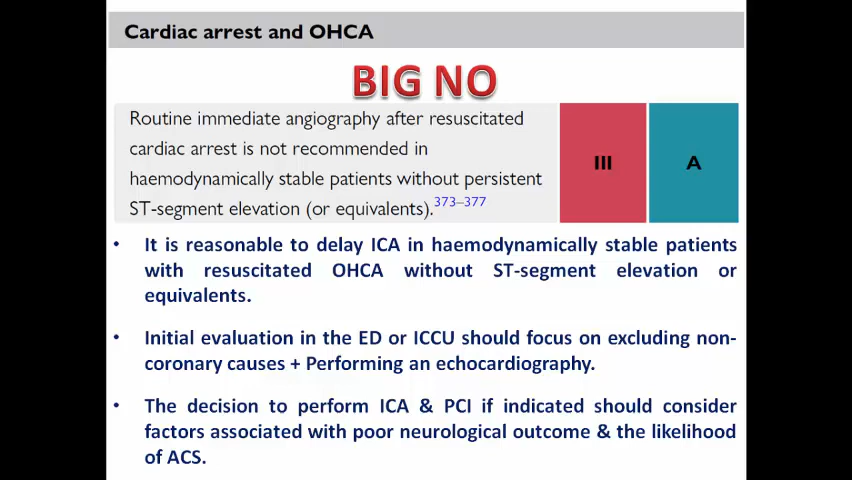 Cardiac arrest and OHCA
BIG NO
Routine immediate angiography after resuscitated
cardiac arrest is not recommended in
haemodynamically stable patients without persistent
ST-segment elevation (or equivalents).373–377
III
A
• It is reasonable to delay ICA in haemodynamically stable patients
with resuscitated OHCA without ST-segment elevation or
equivalents.
• Initial evaluation in the ED or ICCU should focus on excluding non-
coronary causes + Performing an echocardiography.
• The decision to perform ICA & PCI if indicated should consider
factors associated with poor neurological outcome & the likelihood
of ACS.